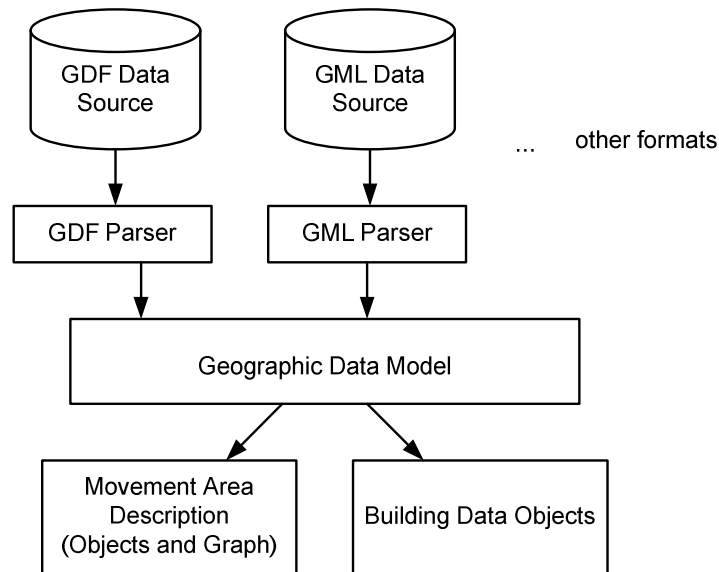 GDF Data
Source
GML Data
Source
... other formats
GDF Parser
GML Parser
Geographic Data Model
Movement Area
Description
(Objects and Graph)
Building Data Objects